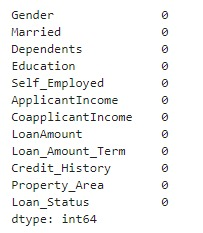 Gender 0
Married 0
Dependents 0
Education 0
Self_Employed 0
ApplicantIncome 0
CoapplicantIncome 0
LoanAmount 0
Loan_Amount_Term 0
Credit_History 0
Property_Area 0
Loan_Status 0
dtype: int64